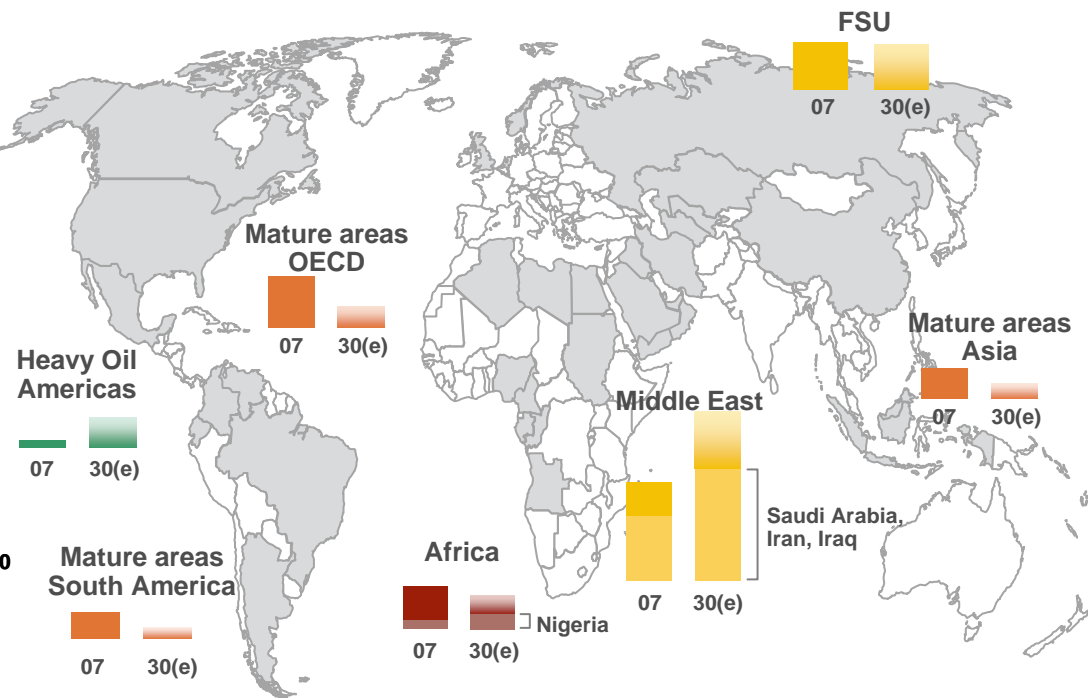 FSU
07
30(e)
Mature areas
OECD
07
30(e)
Mature areas
Asia
07
30(e)
Heavy Oil
Americas
07
30(e)
Middle East
Saudi Arabia,
Iran, Iraq
07
30(e)
Africa
Nigeria
07
30(e)
0
Mature areas
South America
07
30(e)